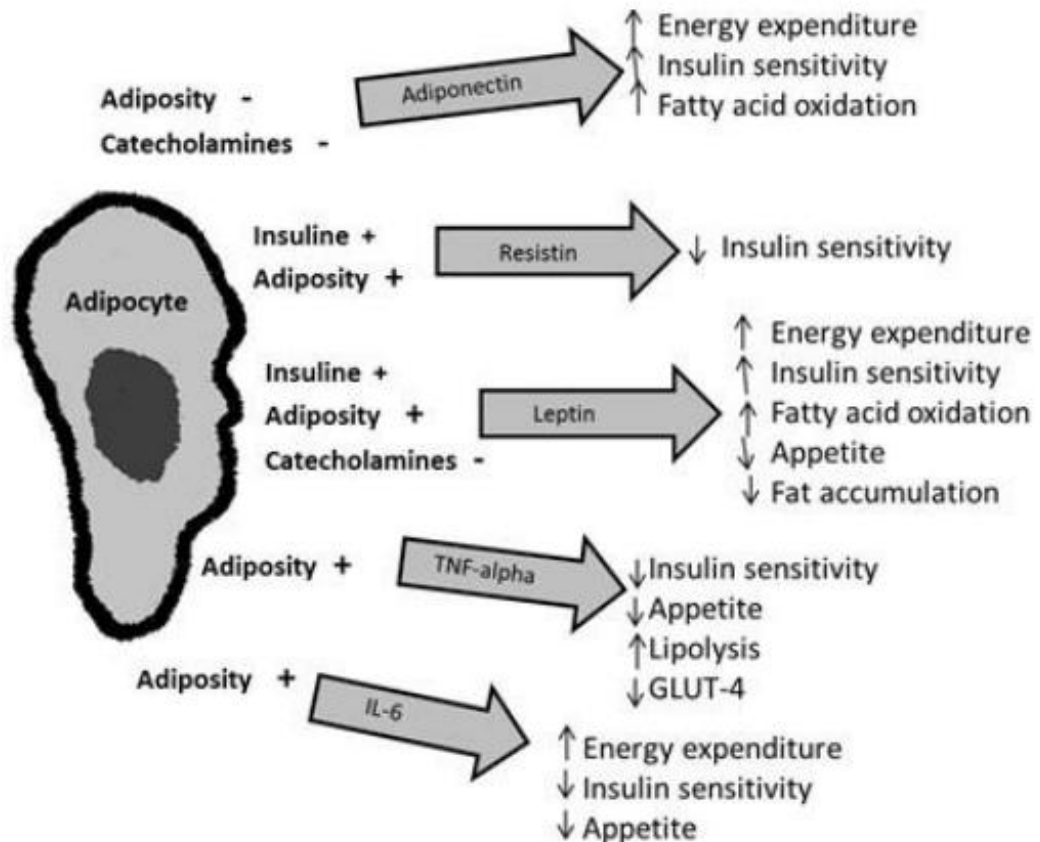 Adiposity -
Catecholamines -
Adiponectin
↑ Energy expenditure
↑ Insulin sensitivity
↑ Fatty acid oxidation
Adipocyte
Insuline +
Adiposity +
Resistin
↓ Insulin sensitivity
Insuline +
Adiposity +
Catecholamines -
Leptin
↑ Energy expenditure
↑ Insulin sensitivity
↑ Fatty acid oxidation
↓ Appetite
↓ Fat accumulation
Adiposity +
TNF-alpha
↓ Insulin sensitivity
↓ Appetite
↑ Lipolysis
↓ GLUT-4
Adiposity +
IL-6
↑ Energy expenditure
↓ Insulin sensitivity
↓ Appetite